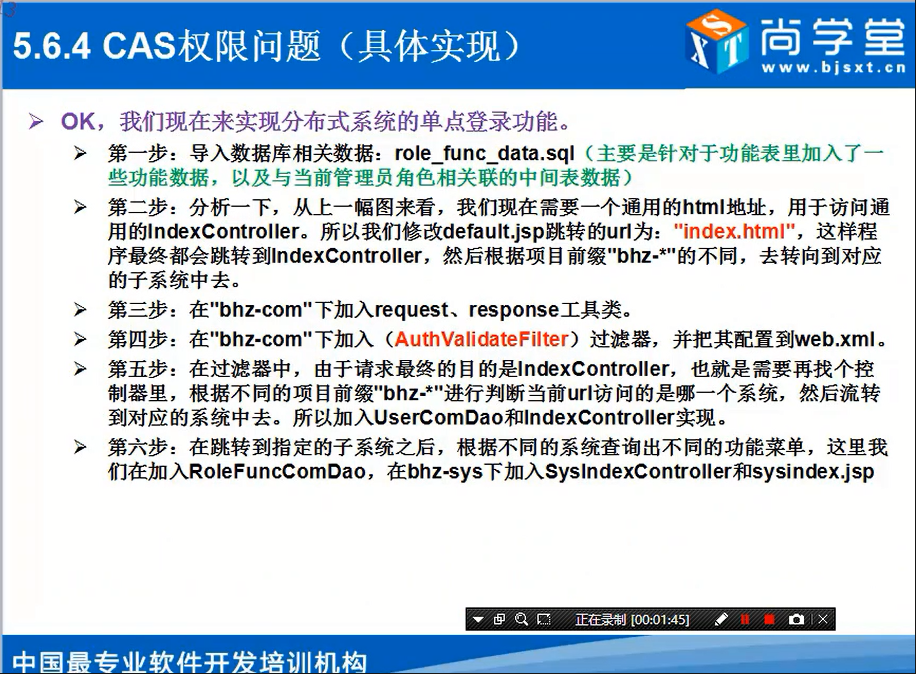 5.6.4 CAS权限问题（具体实现）
SXT
尚学堂
www.bjsxt.cn
OK，我们现在来实现分布式系统的单点登录功能。
第一步：导入数据库相关数据：role_func_data.sql（主要是针对于功能表里加入了一
些功能数据，以及与当前管理员角色相关联的中间表数据）
第二步：分析一下，从上一幅图来看，我们现在需要一个通用的html地址，用于访问通
用的IndexController。所以我们修改default.jsp跳转的url为："index.html"，这样程
序最终都会跳转到IndexController，然后根据项目前缀"bhz-*"的不同，去转向到对应
的子系统中去。
第三步：在"bhz-com"下加入request、response工具类。
第四步：在"bhz-com"下加入（AuthValidateFilter）过滤器，并把其配置到web.xml。
第五步：在过滤器中，由于请求最终的目的是IndexController，也就是需要再找个控
制器里，根据不同的项目前缀"bhz-*"进行判断当前url访问的是哪一个系统，然后流转
到对应的系统中去。所以加入UserComDao和IndexController实现。
第六步：在跳转到指定的子系统之后，根据不同的系统查询出不同的功能菜单，这里我
们在加入RoleFuncComDao，在bhz-sys下加入SysIndexController和sysindex.jsp
正在录制 [00:01:45]
中国最专业软件开发培训机构